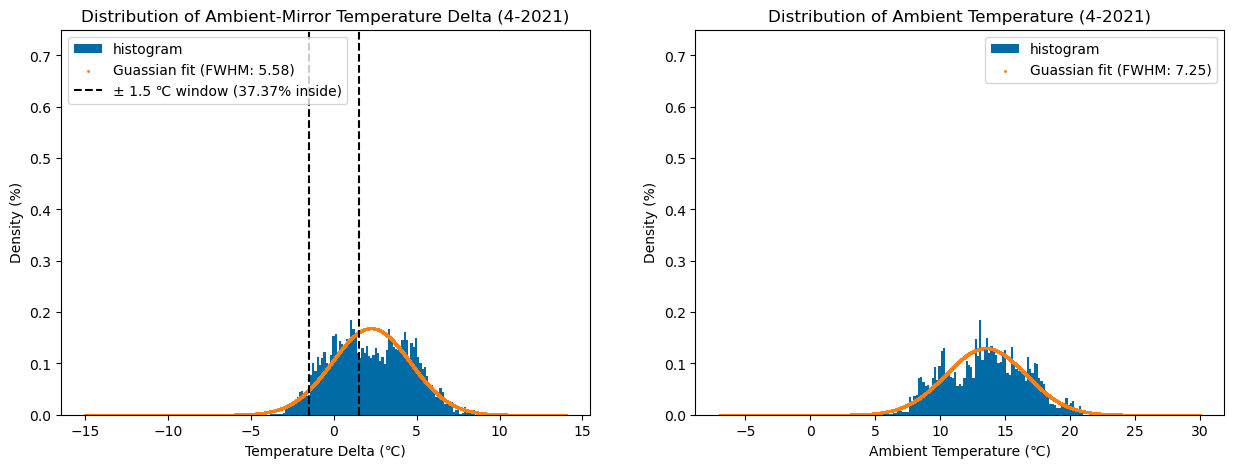 Distribution of Ambient-Mirror Temperature Delta (4-2021)
histogram
Guassian fit (FWHM: 5.58)
± 1.5 ℃ window (37.37% inside)
0.7
0.6
0.5
0.4
0.3
0.2
0.1
0.0
Density (%)
−15 −10 −5 0 5 10 15
Temperature Delta (℃)
Distribution of Ambient Temperature (4-2021)
histogram
Guassian fit (FWHM: 7.25)
0.7
0.6
0.5
0.4
0.3
0.2
0.1
0.0
Density (%)
−5 0 5 10 15 20 25 30
Ambient Temperature (℃)